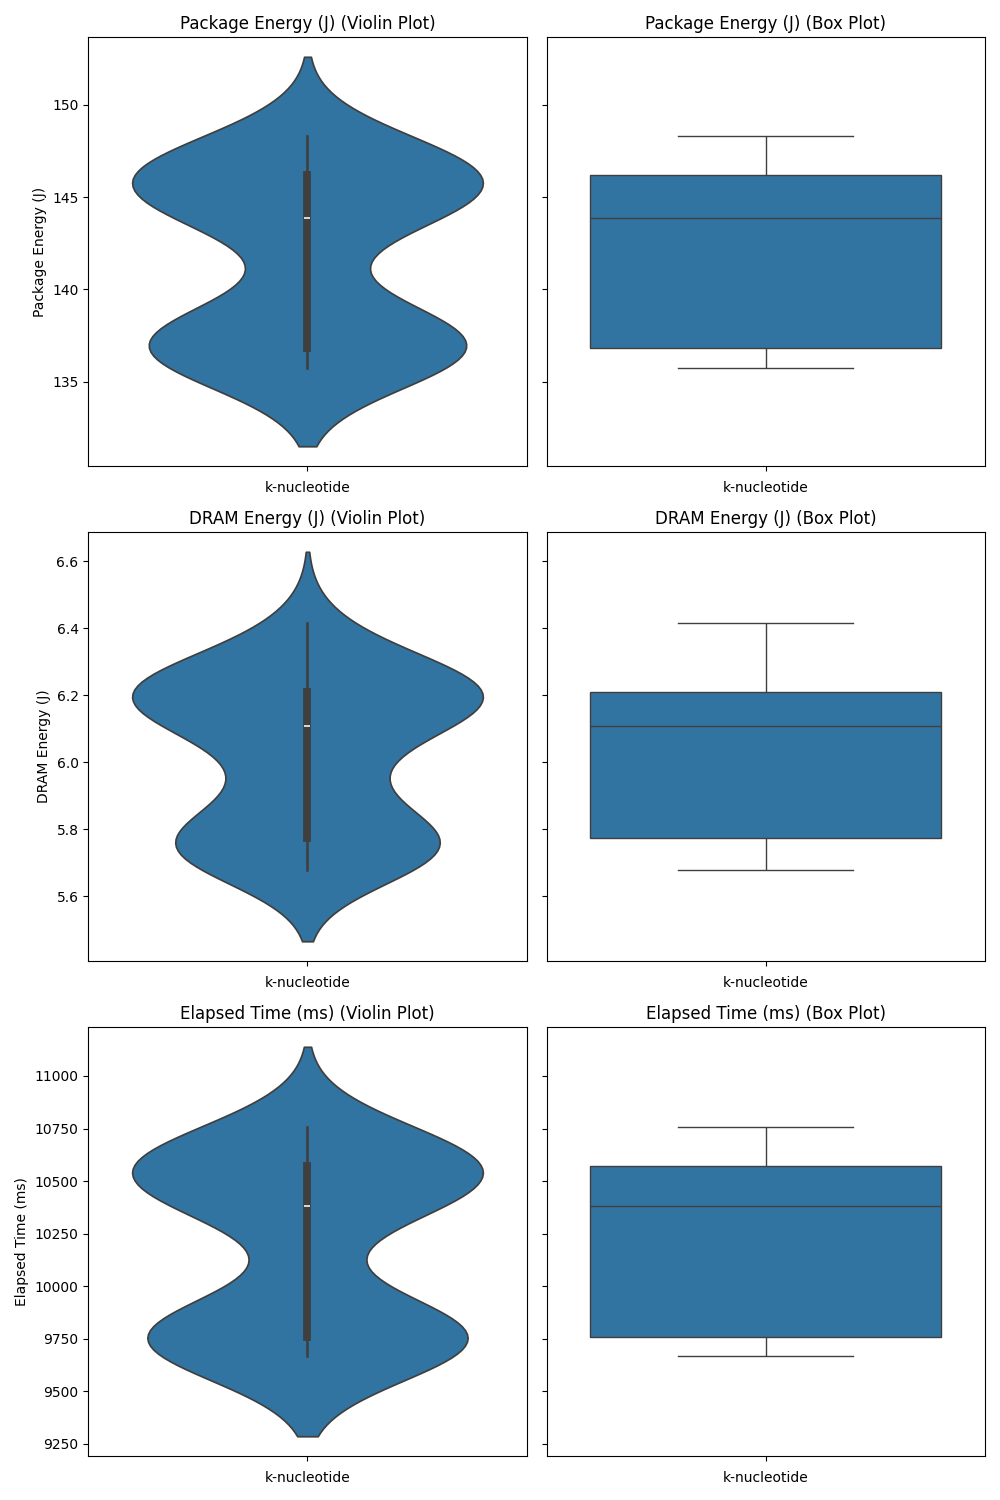 Package Energy (J) (Violin Plot)
Package Energy (J) (Box Plot)
Package Energy (J)
150
145
140
135
k-nucleotide
k-nucleotide
DRAM Energy (J) (Violin Plot)
DRAM Energy (J) (Box Plot)
DRAM Energy (J)
6.6
6.4
6.2
6.0
5.8
5.6
k-nucleotide
k-nucleotide
Elapsed Time (ms) (Violin Plot)
Elapsed Time (ms) (Box Plot)
Elapsed Time (ms)
11000
10750
10500
10250
10000
9750
9500
9250
k-nucleotide
k-nucleotide